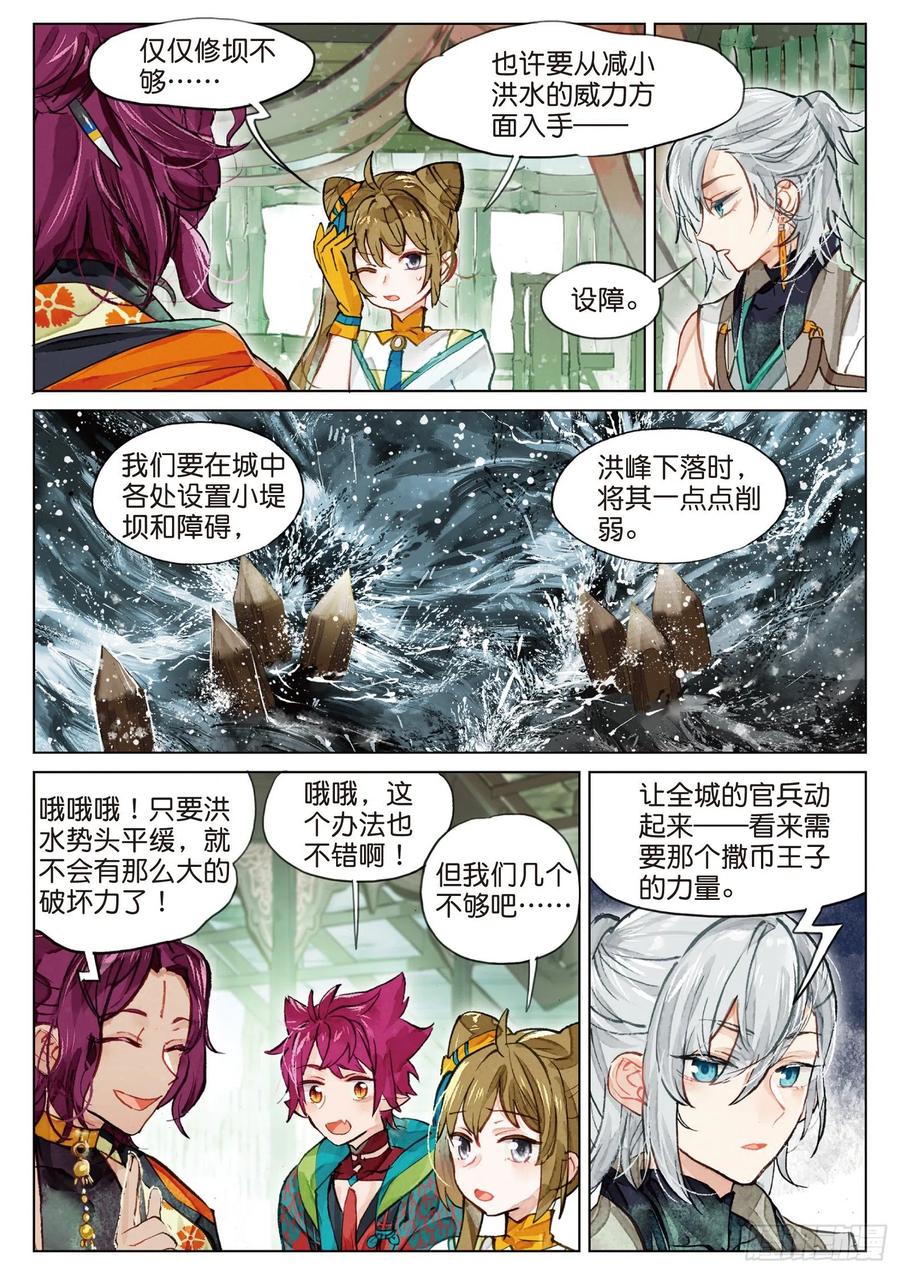 仅仅修坝不
够……
也许要从减小
洪水的威力方
面入手——
设障。
我们要在城中
各处设置小堤
坝和障碍，
洪峰下落时，
将其一点点削
弱。
哦哦哦！只要洪
水势头平缓，就
不会有那么大的
破坏力了！
哦哦，这
个办法也
不错啊！
但我们几个
不够吧……
让全城的官兵动
起来——看来需
要那个撒币王子
的力量。